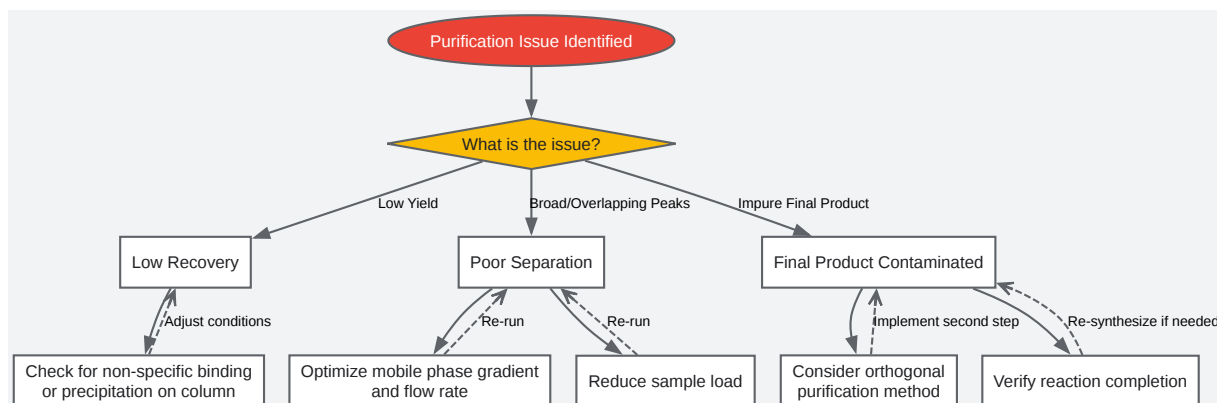 Purification Issue Identified
What is the issue?
Low Yield
Broad/Overlapping Peaks
Impure Final Product
Low Recovery
Poor Separation
Final Product Contaminated
Adjust conditions
Re-run
Re-run
Implement second step
Re-synthesize if needed
Check for non-specific binding
or precipitation on column
Optimize mobile phase gradient
and flow rate
Reduce sample load
Consider orthogonal
purification method
Verify reaction completion